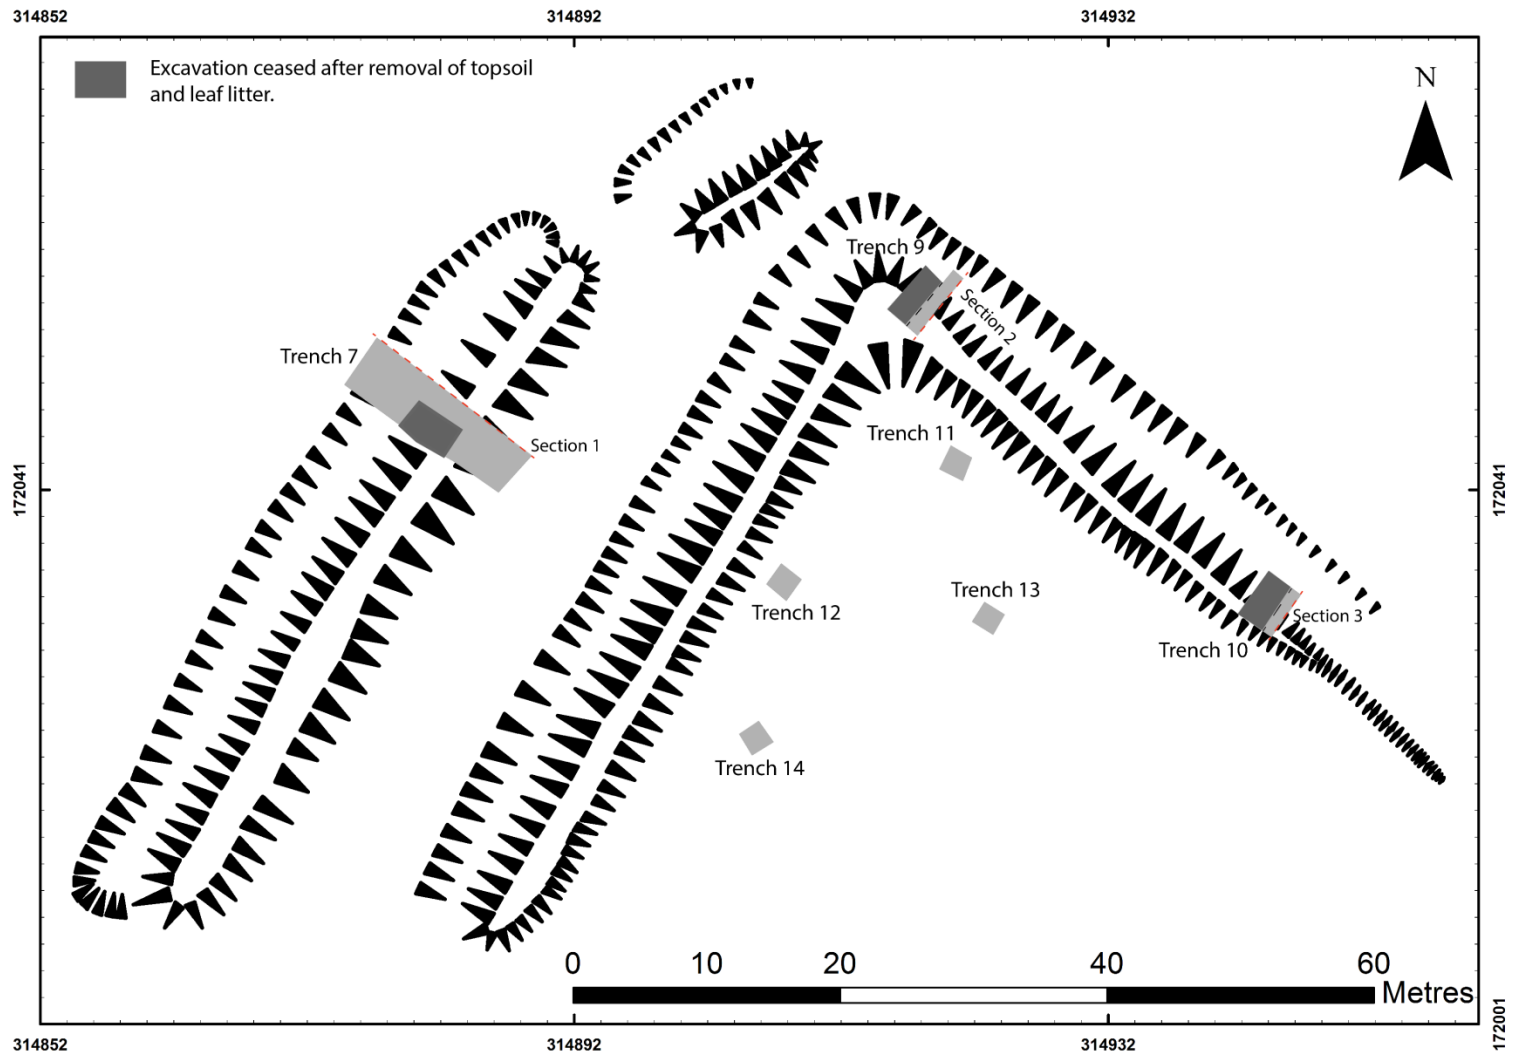 314852
314892
314932
Excavation ceased after removal of topsoil
and leaf litter.
N
Trench 9
Section 2
Trench 7
Section 1
Trench 11
172041
172041
Trench 12
Trench 13
Section 3
Trench 10
Trench 14
0
10
20
40
60
Metres
172001
314852
314892
314932